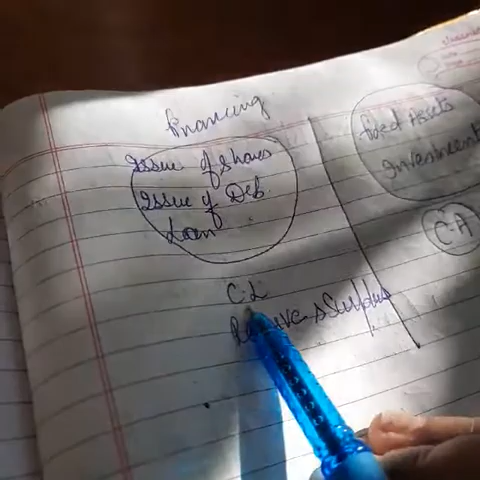 financing
Issue of Shares
Issue of Deb.
Loan
C.L
Reserve & Surplus
fixed Assets
Investment
C.A